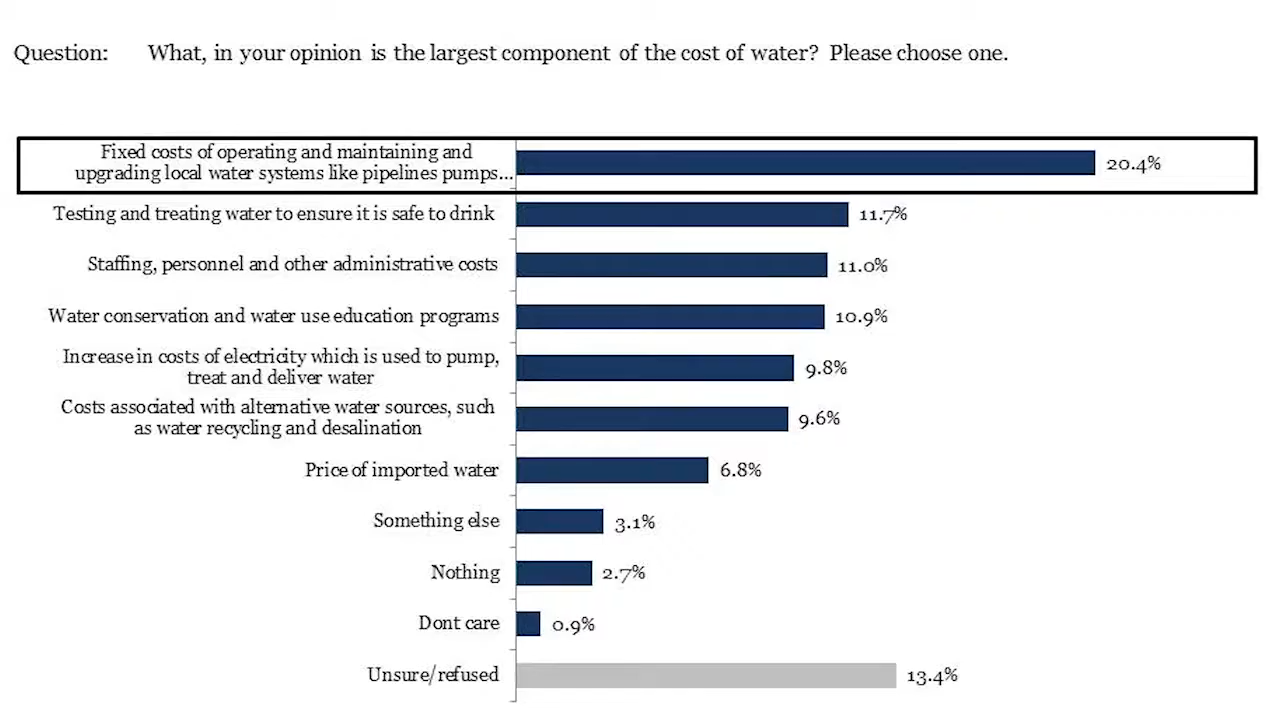 Question: What, in your opinion is the largest component of the cost of water? Please choose one.
Fixed costs of operating and maintaining and
upgrading local water systems like pipelines pumps...
20.4%
Testing and treating water to ensure it is safe to drink
11.7%
Staffing, personnel and other administrative costs
11.0%
Water conservation and water use education programs
10.9%
Increase in costs of electricity which is used to pump,
treat and deliver water
9.8%
Costs associated with alternative water sources, such
as water recycling and desalination
9.6%
Price of imported water
6.8%
Something else
3.1%
Nothing
2.7%
Dont care
0.9%
Unsure/refused
13.4%